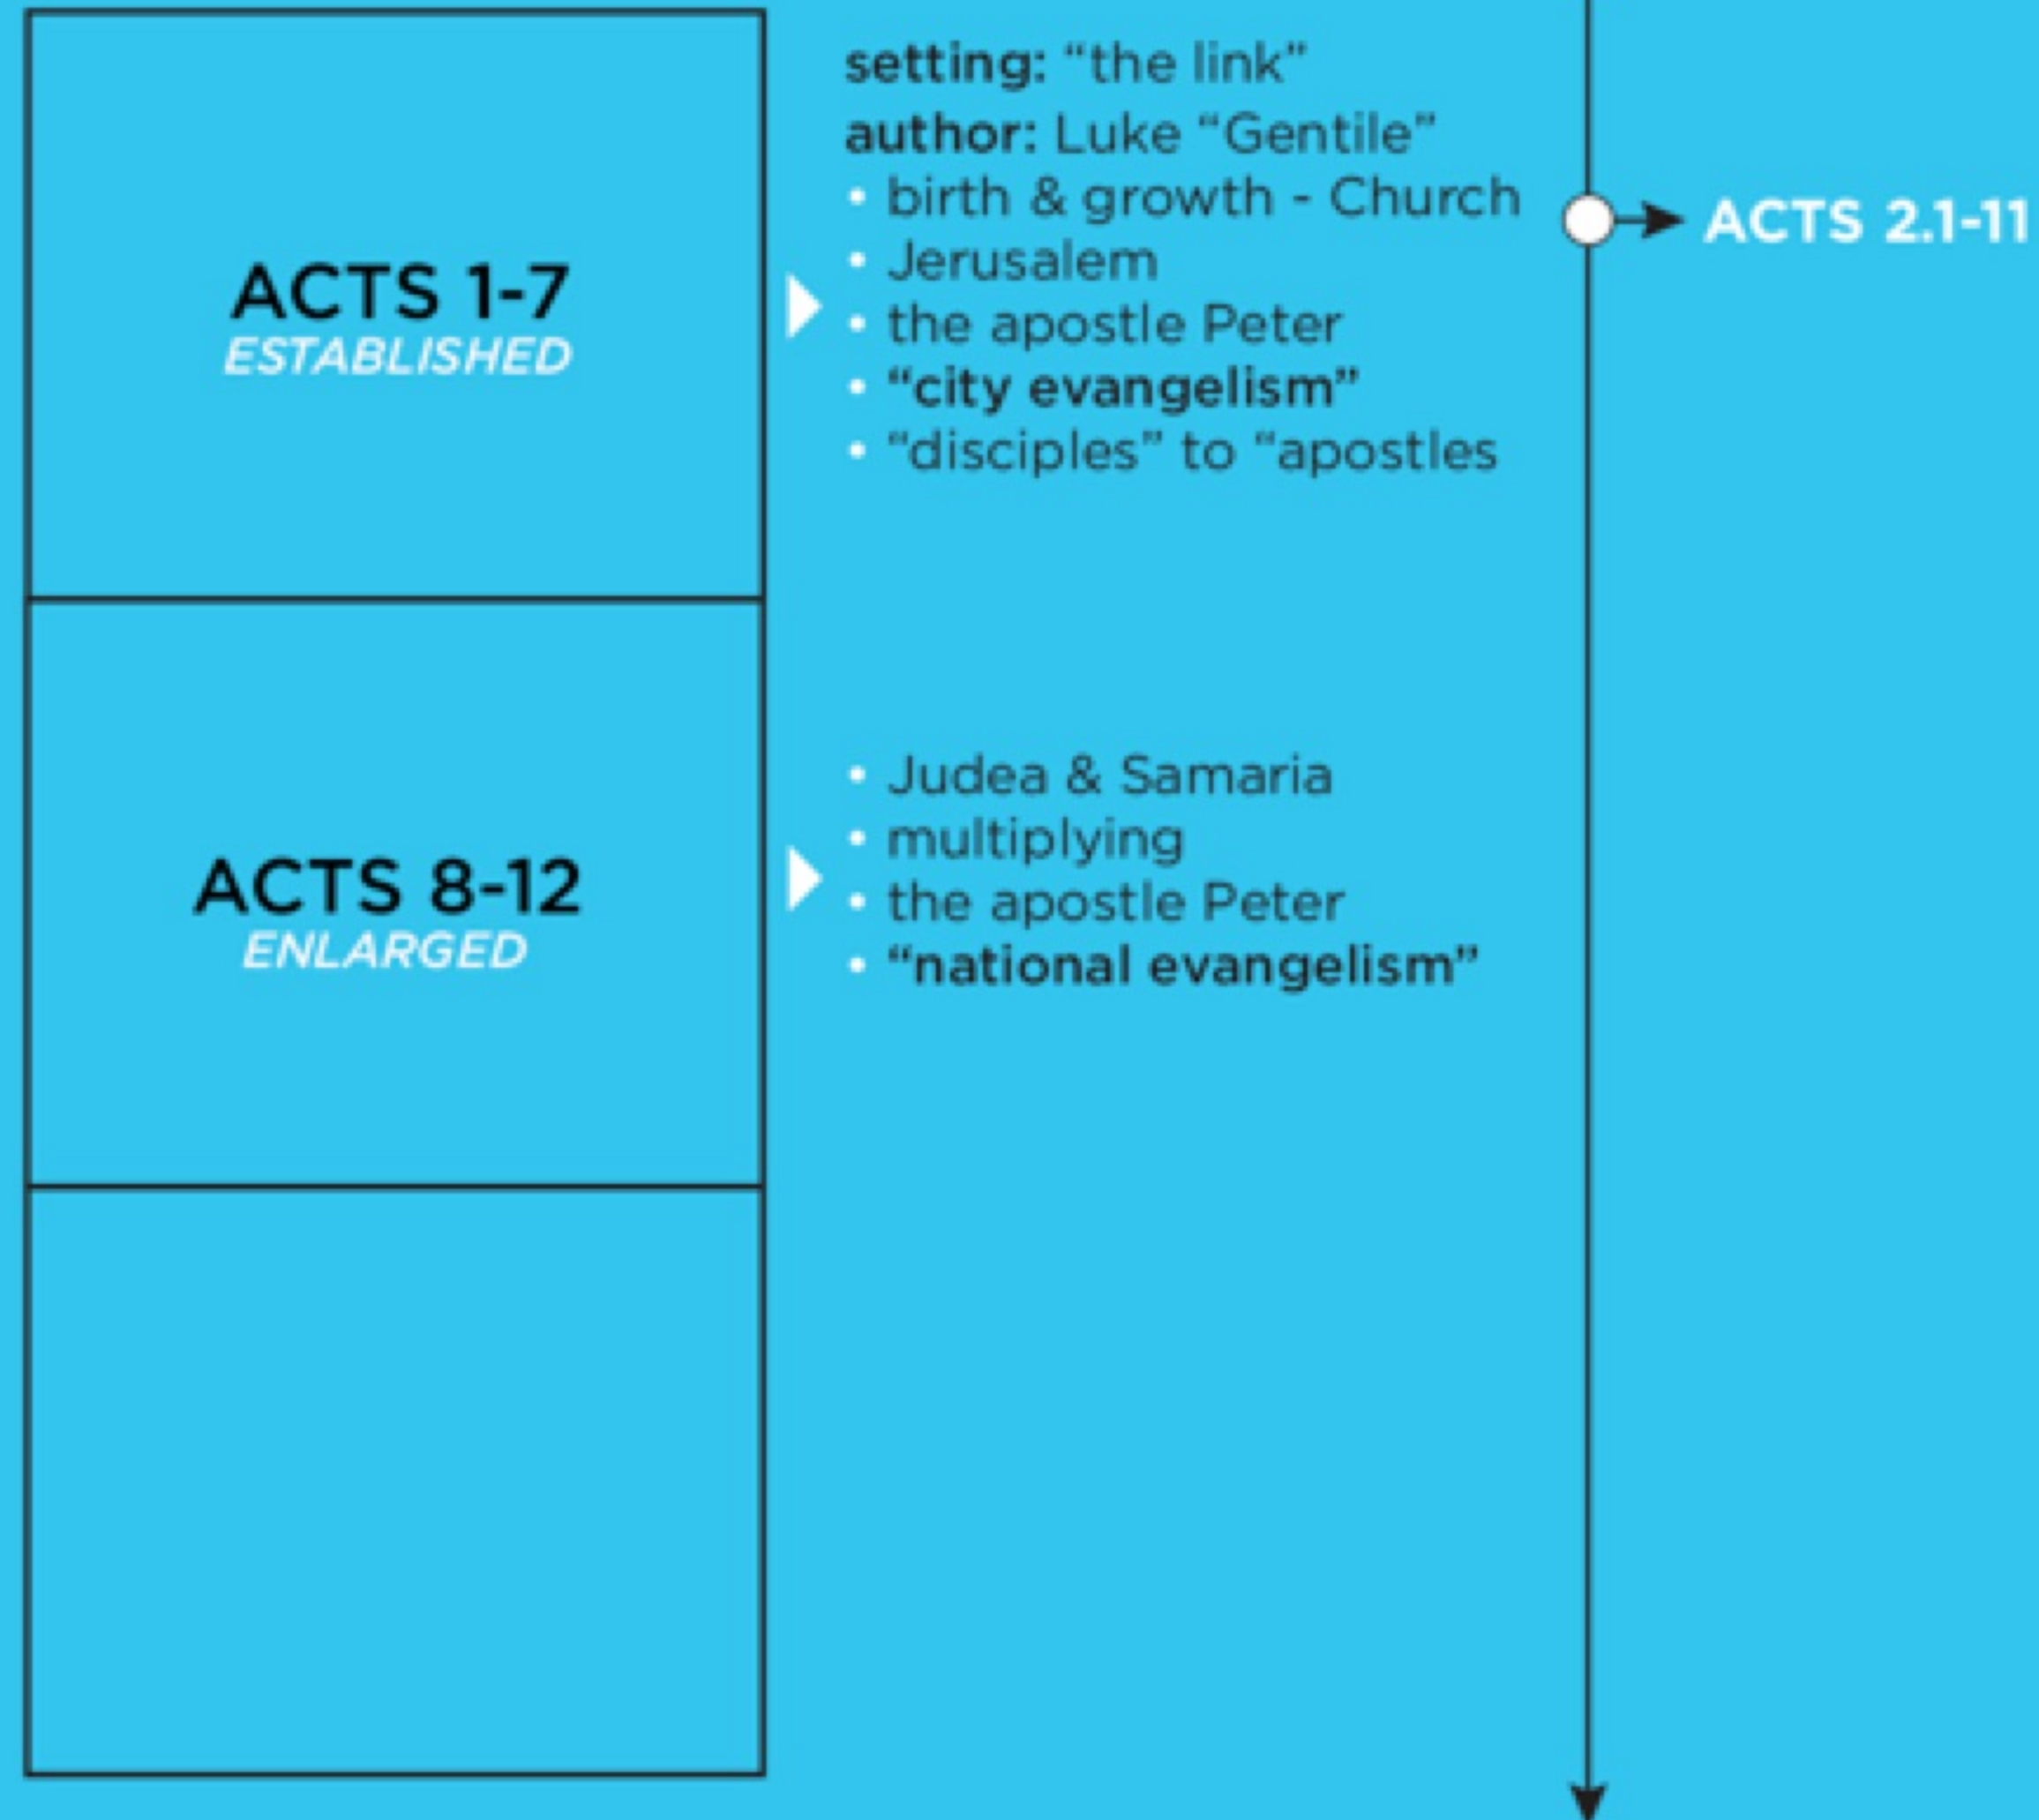 ACTS 1-7
ESTABLISHED
setting: “the link”
author: Luke “Gentile”
• birth & growth - Church
• Jerusalem
• the apostle Peter
• “city evangelism”
• “disciples” to “apostles
ACTS 2.1-11
ACTS 8-12
ENLARGED
• Judea & Samaria
• multiplying
• the apostle Peter
• “national evangelism”